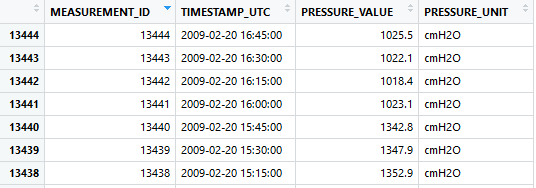 MEASUREMENT_ID TIMESTAMP_UTC PRESSURE_VALUE PRESSURE_UNIT
13444 13444 2009-02-20 16:45:00 1025.5 cmH2O
13443 13443 2009-02-20 16:30:00 1022.1 cmH2O
13442 13442 2009-02-20 16:15:00 1018.4 cmH2O
13441 13441 2009-02-20 16:00:00 1023.1 cmH2O
13440 13440 2009-02-20 15:45:00 1342.8 cmH2O
13439 13439 2009-02-20 15:30:00 1347.9 cmH2O
13438 13438 2009-02-20 15:15:00 1352.9 cmH2O